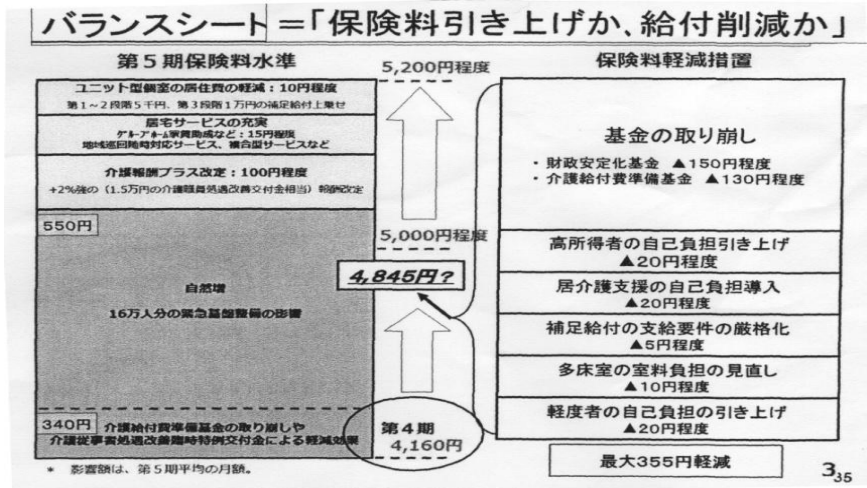 バランスシート=「保険料引き上げか、給付削減か」
第5期保険料水準
ユニット型個室の居住費の軽減:10円程度
第1~2段階5千円、第3段階1万円の補足給付上乗せ
居宅サービスの充実
グループホーム家賃助成など:15円程度
地域巡回随時対応サービス、複合型サービスなど
介護報酬プラス改定:100円程度
+2%強の(1.5万円の介護職員処遇改善交付金相当)報酬改定
550円
自然増
16万人分の緊急基盤整備の影響
340円
介護給付費準備基金の取り崩しや
介護従事者処遇改善臨時特例交付金による軽減効果
* 影響額は、第5期平均の月額。
5,200円程度
5,000円程度
4,845円?
第4期
4,160円
保険料軽減措置
基金の取り崩し
・財政安定化基金 ▲150円程度
・介護給付費準備基金 ▲130円程度
高所得者の自己負担引き上げ
▲20円程度
居介護支援の自己負担導入
▲20円程度
補足給付の支給要件の厳格化
▲5円程度
多床室の室料負担の見直し
▲10円程度
軽度者の自己負担の引き上げ
▲20円程度
最大355円軽減
3
35